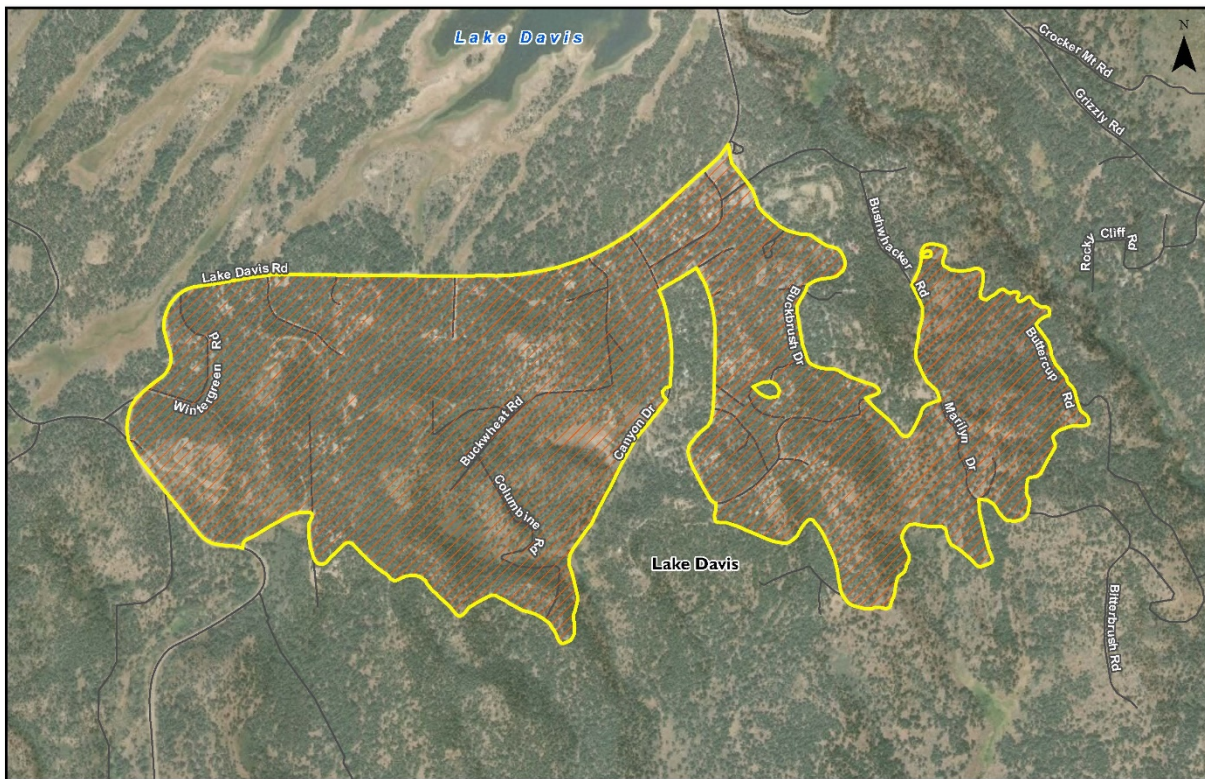 Lake Davis
N
Crocker Mt Rd
Grizzly Rd
Bushwhacker Rd
Rocky Cliff Rd
Lake Davis Rd
Buckbrush Dr
Wintergreen Rd
Buttercup Rd
Buckwheat Rd
Canyon Dr
Marilyn Dr
Columbine Rd
Lake Davis
Bitterbrush Rd